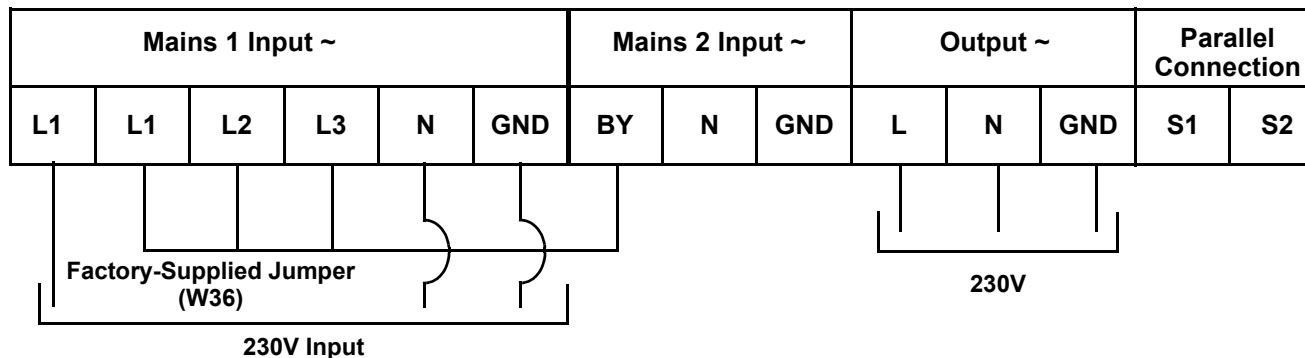 Mains 1 Input ~ Mains 2 Input ~ Output ~ Parallel
Connection
L1 L1 L2 L3 N GND BY N GND L N GND S1 S2
Factory-Supplied Jumper
(W36)
230V
230V Input